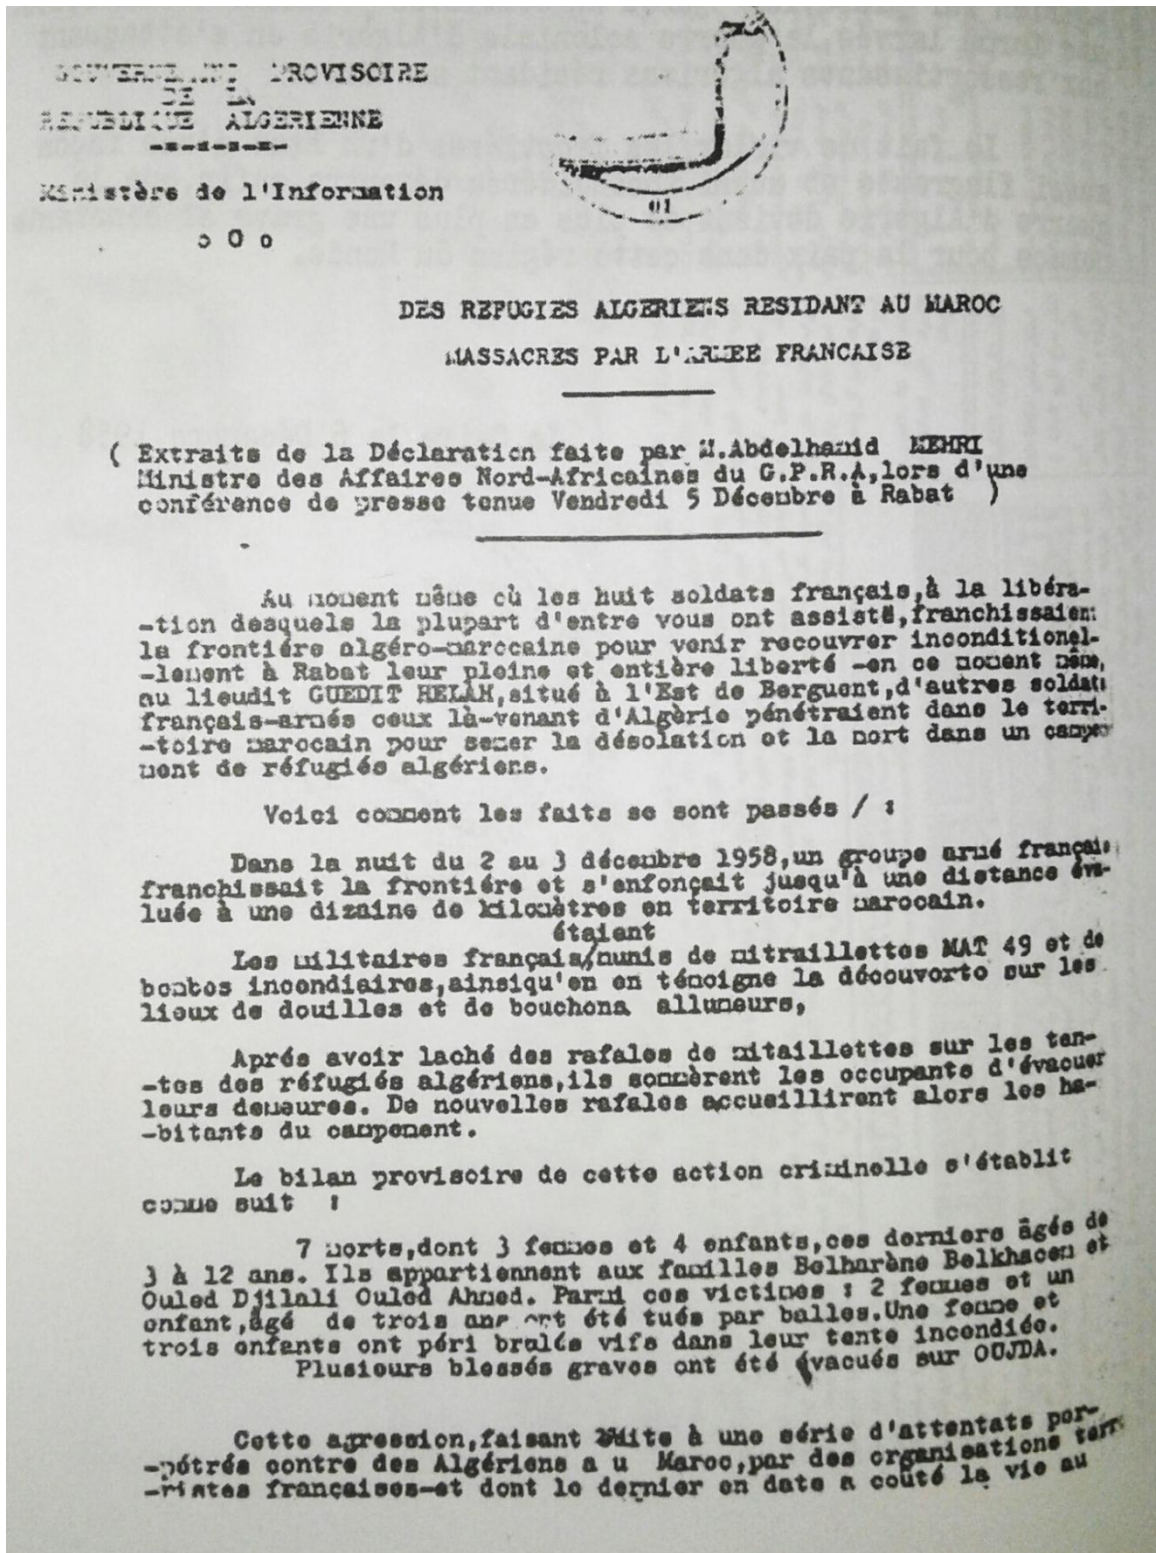 GOUVERNEMENT PROVISOIRE
DE LA
REPUBLIQUE ALGERIENNE
-=-=-=-=-
Ministère de l'Information
o O o
01
DES REFUGIES ALGERIENS RESIDANT AU MAROC
MASSACRES PAR L'ARMEE FRANCAISE
( Extraits de la Déclaration faite par M.Abdelhamid MEHRI
Ministre des Affaires Nord-Africaines du G.P.R.A,lors d'une
conférence de presse tenue Vendredi 5 Décembre à Rabat )
Au moment même où les huit soldats français,à la libéra-
-tion desquels la plupart d'entre vous ont assisté,franchissaient
la frontiére algéro-marocaine pour venir recouvrer inconditionel-
-lement à Rabat leur pleine et entière liberté -en ce moment même,
au lieudit GUEDIT HELAH,situé à l'Est de Berguent,d'autres soldats
français-armés ceux là-venant d'Algèrie pénétraient dans le terri-
-toire marocain pour semer la désolation et la mort dans un campe
ment de réfugiés algériens.
Voici comment les faits se sont passés / :
Dans la nuit du 2 au 3 décembre 1958,un groupe armé français
franchissait la frontiére et s'enfonçait jusqu'à une distance éva-
luée à une dizaine de kilomètres en territoire marocain.
étaient
Les militaires français/munis de mitraillettes MAT 49 et de
bombes incendiaires,ainsiqu'en en témoigne la découverte sur les
lieux de douilles et de bouchons allumeurs,
Aprés avoir laché des rafales de mitaillettes sur les ten-
-tes des réfugiés algériens,ils sommèrent les occupants d'évacuer
leurs demeures. De nouvelles rafales accueillirent alors les ha-
-bitants du campement.
Le bilan provisoire de cette action criminelle s'établit
comme suit :
7 morts,dont 3 femmes et 4 enfants,ces derniers âgés de
3 à 12 ans. Ils appartiennent aux familles Belharène Belkhacem et
Ouled Djilali Ouled Ahmed. Parmi ces victimes : 2 femmes et un
enfant,âgé de trois ans ont été tués par balles.Une femme et
trois enfants ont péri brulés vifs dans leur tente incendiée.
Plusieurs blessés graves ont été évacués sur OUJDA.
Cette agression,faisant suite à une série d'attentats per-
-pétrés contre des Algériens a u Maroc,par des organisations terro
-ristes françaises-et dont le dernier en date a couté la vie au